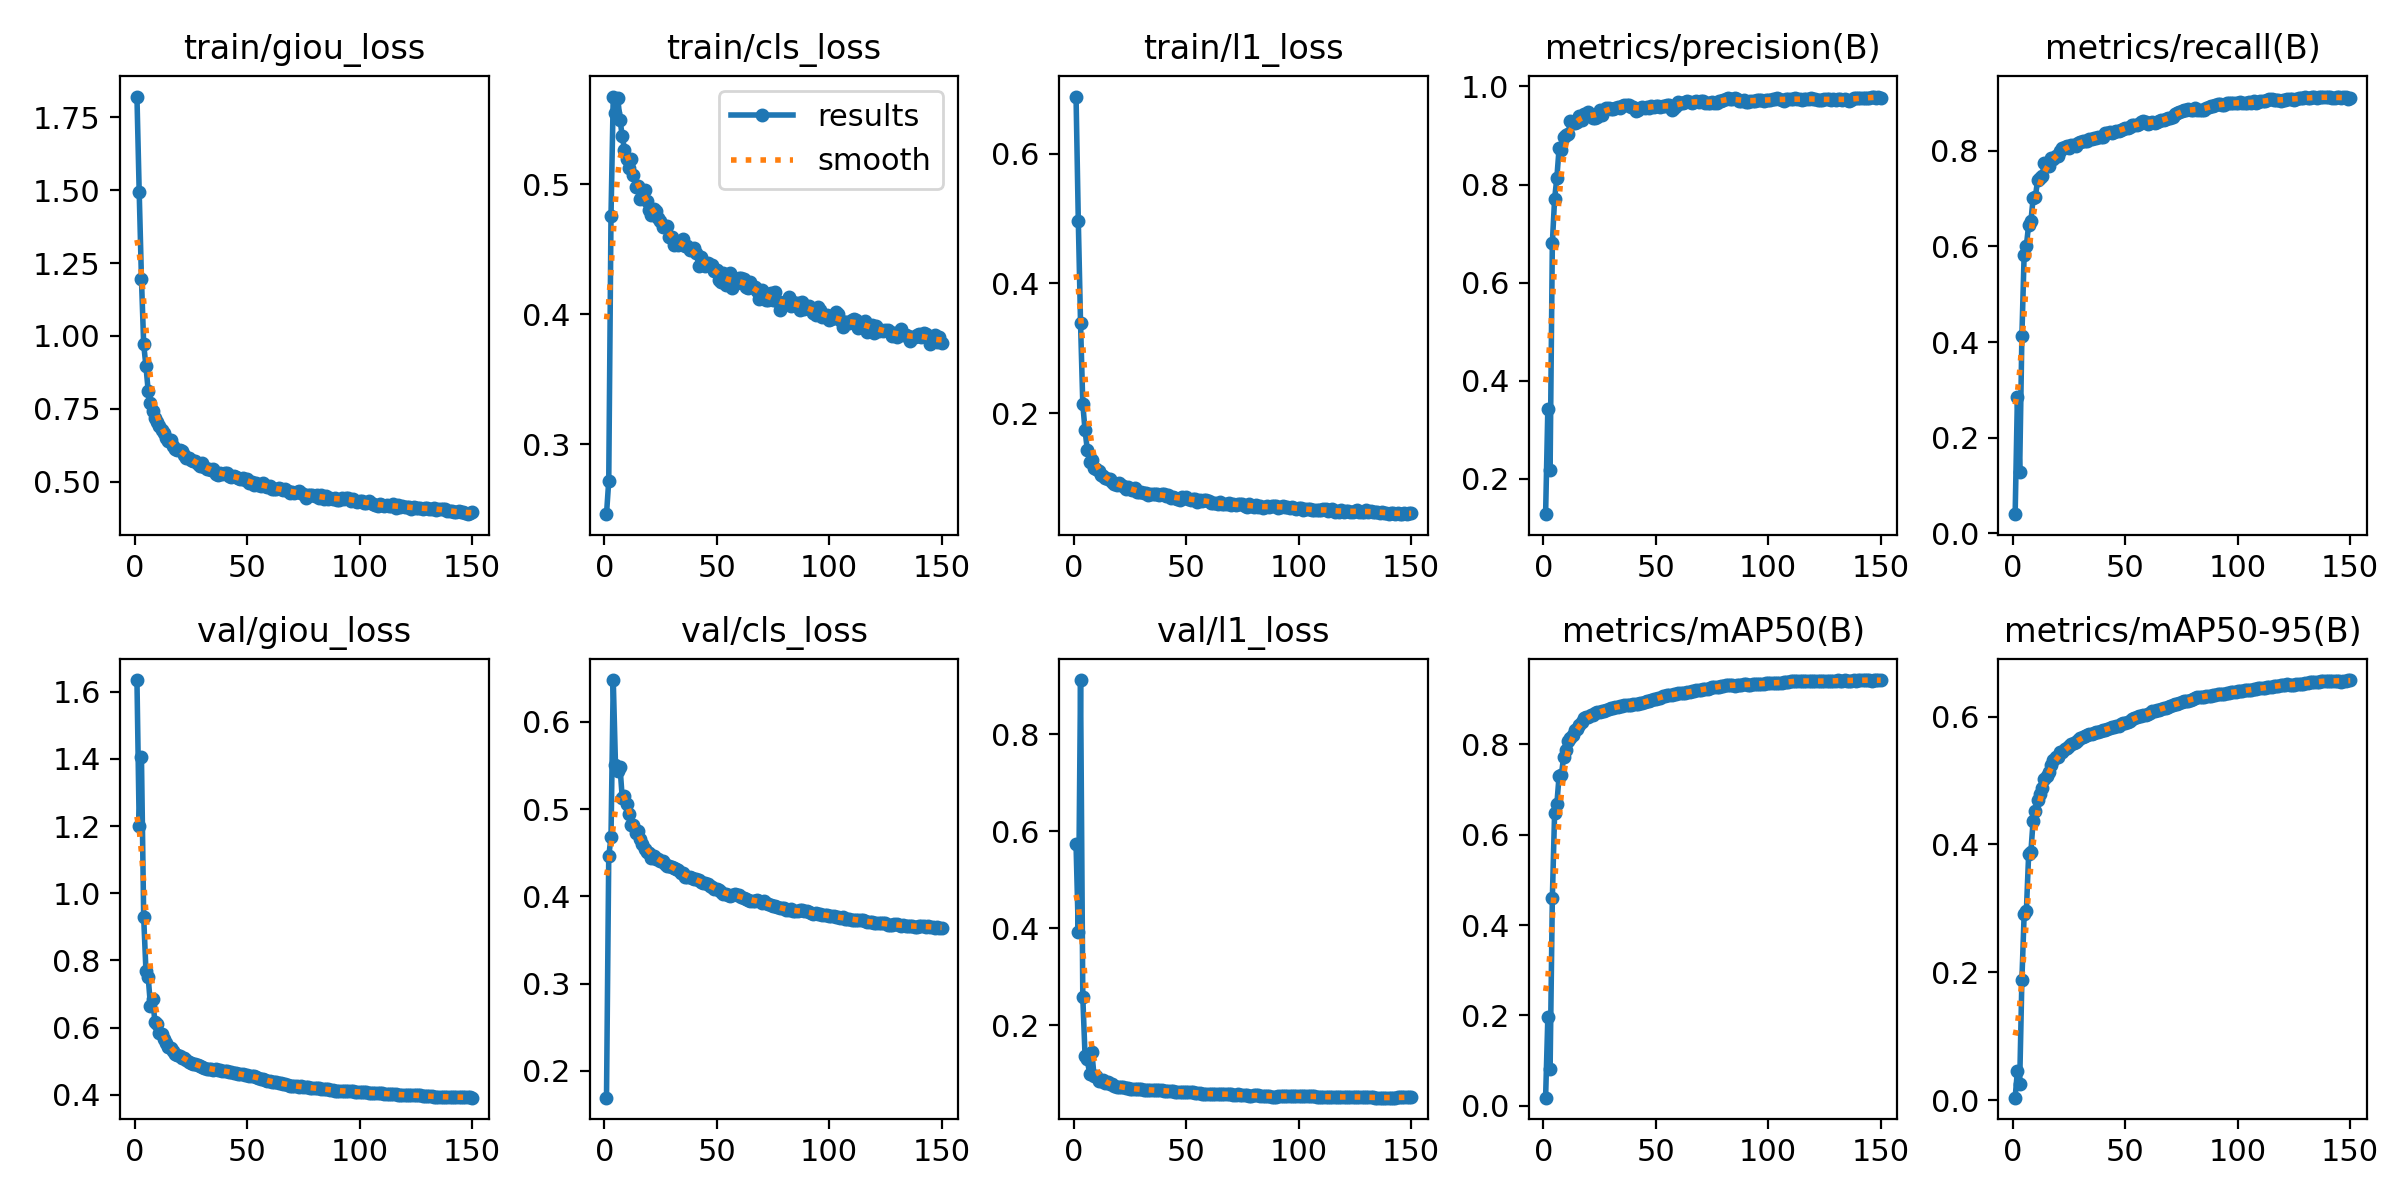 train/giou_loss
train/cls_loss
train/l1_loss
metrics/precision(B)
metrics/recall(B)
1.75
1.50
1.25
1.00
0.75
0.50
0 50 100 150
results
smooth
0.5
0.4
0.3
0 50 100 150
0.6
0.4
0.2
0 50 100 150
1.0
0.8
0.6
0.4
0.2
0 50 100 150
0.8
0.6
0.4
0.2
0.0
0 50 100 150
val/giou_loss
val/cls_loss
val/l1_loss
metrics/mAP50(B)
metrics/mAP50-95(B)
1.6
1.4
1.2
1.0
0.8
0.6
0.4
0 50 100 150
0.6
0.5
0.4
0.3
0.2
0 50 100 150
0.8
0.6
0.4
0.2
0 50 100 150
0.8
0.6
0.4
0.2
0.0
0 50 100 150
0.6
0.4
0.2
0.0
0 50 100 150